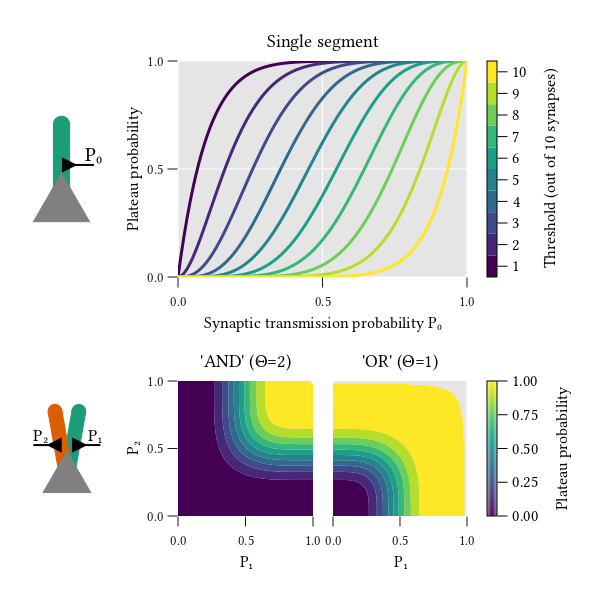 Single segment
1.0
0.5
0.0
Plateau probability
0.0
0.5
1.0
Synaptic transmission probability P₀
P₀
10
9
8
7
6
5
4
3
2
1
Threshold (out of 10 synapses)
'AND' (Θ=2)
'OR' (Θ=1)
P₂
P₁
1.0
0.5
0.0
P₂
0.0
0.5
1.0
P₁
0.0
0.5
1.0
P₁
1.00
0.75
0.50
0.25
0.00
Plateau probability